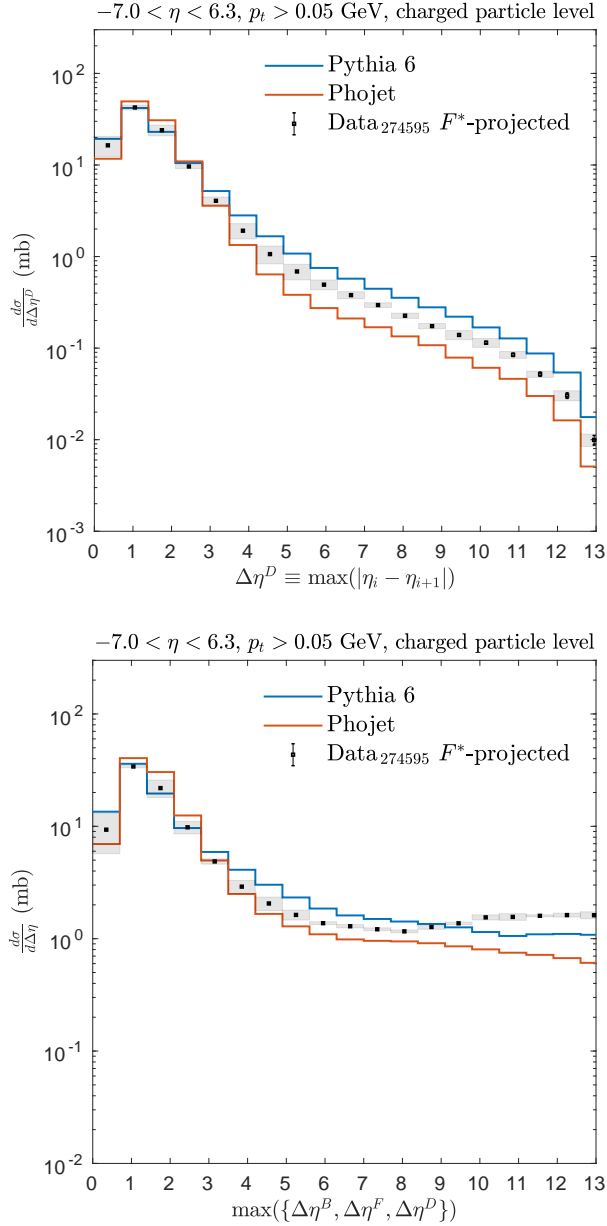 −7.0 < η < 6.3, p_t > 0.05 GeV, charged particle level
Pythia 6
Phojet
Data_274595 F*-projected
10^2
10^1
10^0
10^-1
10^-2
10^-3
dσ/dΔη^D (mb)
0 1 2 3 4 5 6 7 8 9 10 11 12 13
Δη^D ≡ max(|η_i − η_{i+1}|)
−7.0 < η < 6.3, p_t > 0.05 GeV, charged particle level
Pythia 6
Phojet
Data_274595 F*-projected
10^2
10^1
10^0
10^-1
10^-2
dσ/dΔη (mb)
0 1 2 3 4 5 6 7 8 9 10 11 12 13
max({Δη^B, Δη^F, Δη^D})